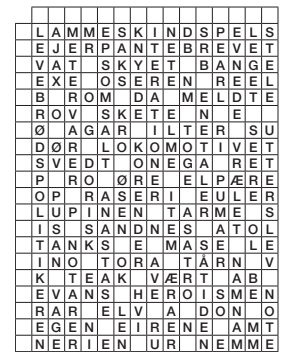 LAMMESKINDSPELS
EJERPANTEBREVET
VAT SKYET BANGE
EXE OSEREN REEL
B ROM DA MELDTE
ROV SKETE N E
Ø AGAR ILTER SU
DØR LOKOMOTIVET
SVEDT ONEGA RET
P RO ØRE ELPÆRE
OP RASERI EULER
LUPINEN TARME S
IS SANDNES ATOL
TANKS E MASE LE
INO TORA TÅRN V
K TEAK VÆRT AB
EVANS HEROISMEN
RAR ELV A DON O
EGEN EIRENE AMT
NERIEN UR NEMME